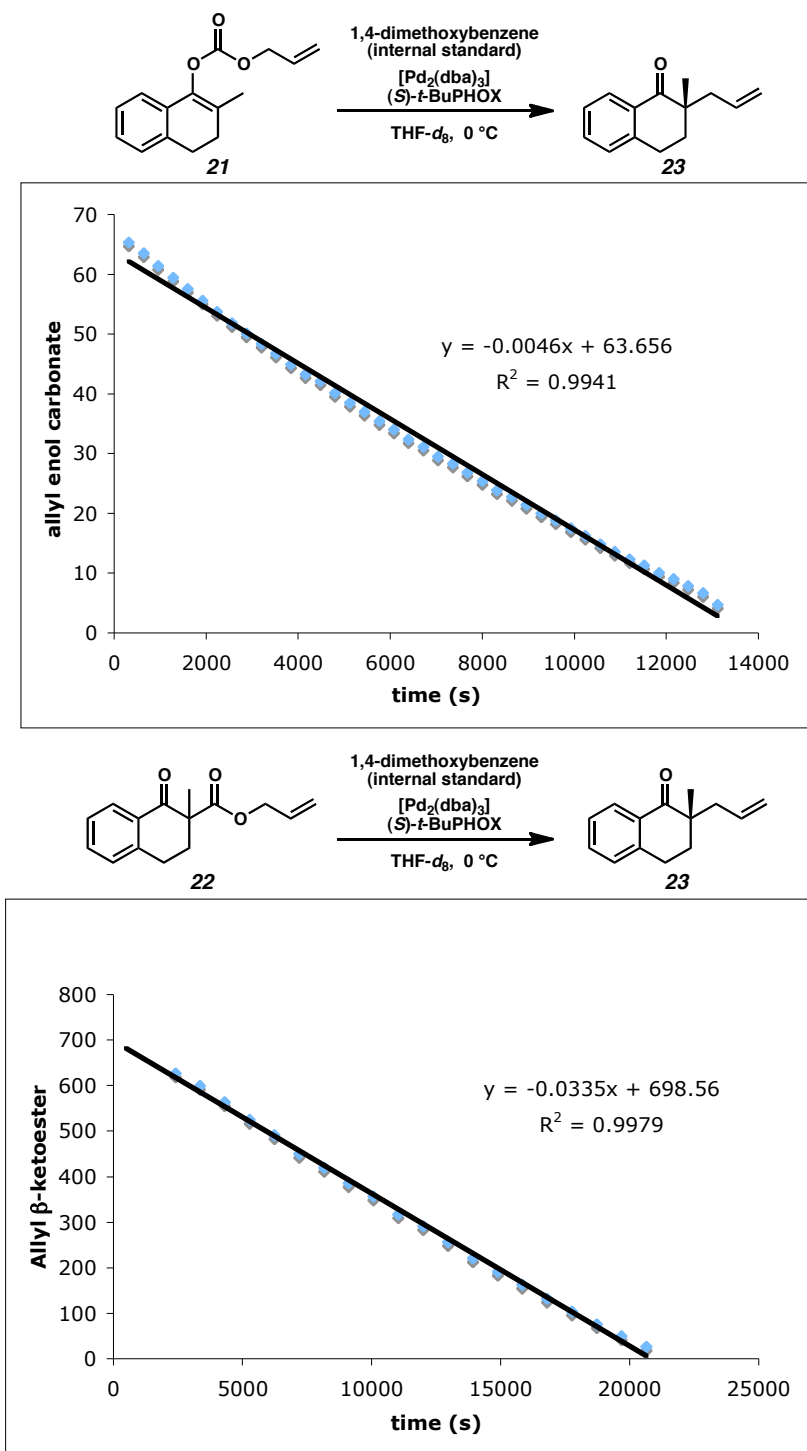 O
O
O
1,4-dimethoxybenzene
(internal standard)
[Pd2(dba)3]
(S)-t-BuPHOX
THF-d8, 0 °C
O
21
23
70
60
50
40
30
20
10
0
allyl enol carbonate
y = -0.0046x + 63.656
R² = 0.9941
0 2000 4000 6000 8000 10000 12000 14000
time (s)
O O
O
1,4-dimethoxybenzene
(internal standard)
[Pd2(dba)3]
(S)-t-BuPHOX
THF-d8, 0 °C
O
22
23
800
700
600
500
400
300
200
100
0
Allyl β-ketoester
y = -0.0335x + 698.56
R² = 0.9979
0 5000 10000 15000 20000 25000
time (s)